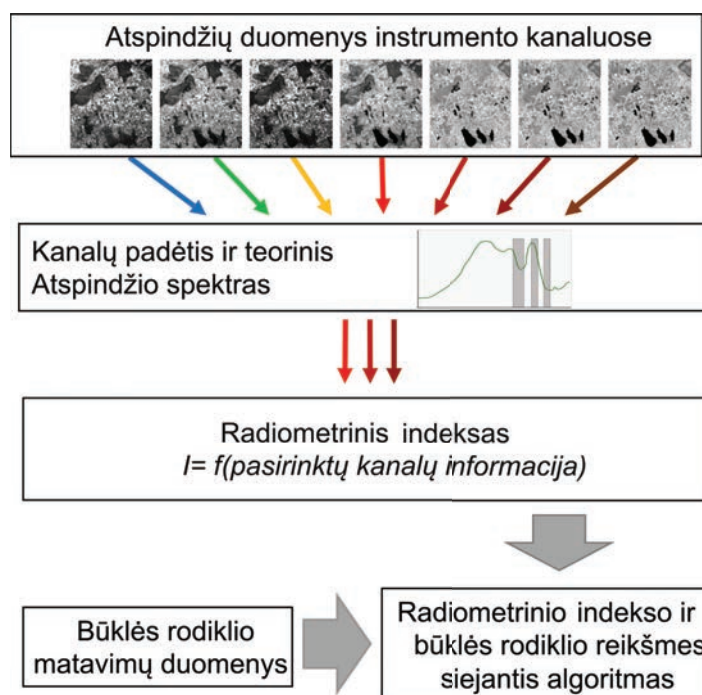 Atspindžių duomenys instrumento kanaluose
Kanalų padėtis ir teorinis
Atspindžio spektras
Radiometrinis indeksas
I= f(pasirinktų kanalų informacija)
Būklės rodiklio
matavimų duomenys
Radiometrinio indekso ir
būklės rodiklio reikšmes
siejantis algoritmas